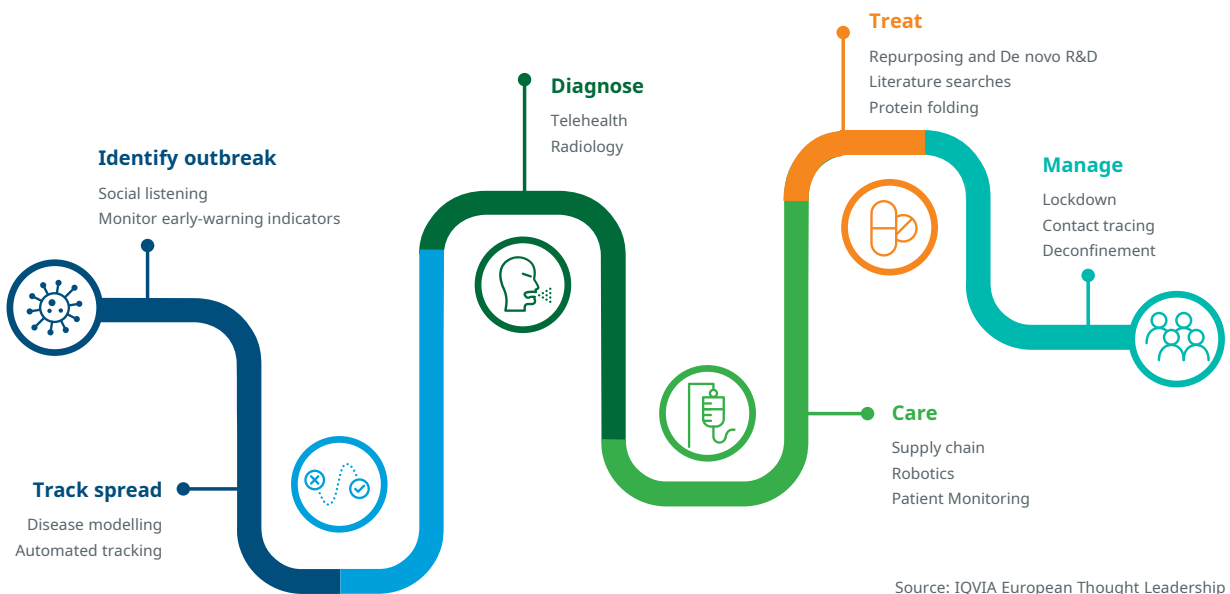 Identify outbreak
Social listening
Monitor early-warning indicators
Track spread
Disease modelling
Automated tracking
Diagnose
Telehealth
Radiology
Care
Supply chain
Robotics
Patient Monitoring
Treat
Repurposing and De novo R&D
Literature searches
Protein folding
Manage
Lockdown
Contact tracing
Deconfinement
Source: IQVIA European Thought Leadership